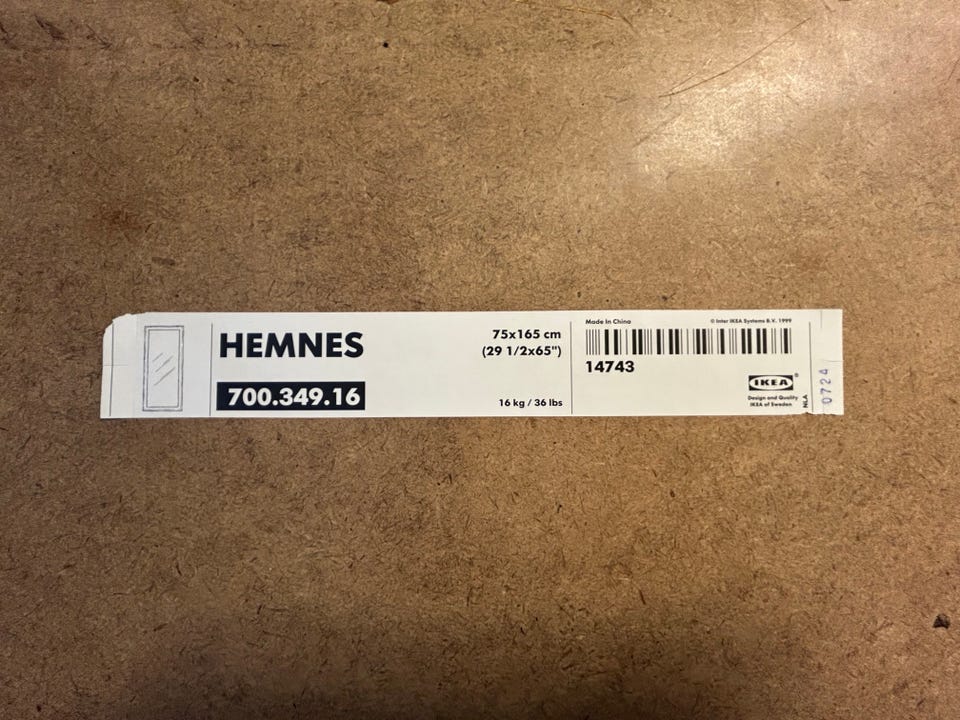 HEMNES
700.349.16
75x165 cm
(29 1/2x65")
16 kg / 36 lbs
Made in China
© Inter IKEA Systems B.V. 1999
14743
IKEA®
Design and Quality
IKEA of Sweden
NLA
0724